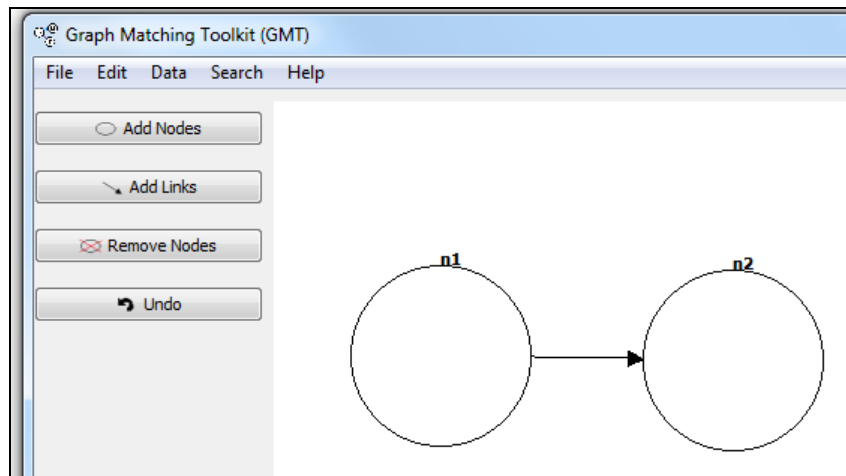 Graph Matching Toolkit (GMT)
File Edit Data Search Help
Add Nodes
Add Links
Remove Nodes
Undo
n1
n2